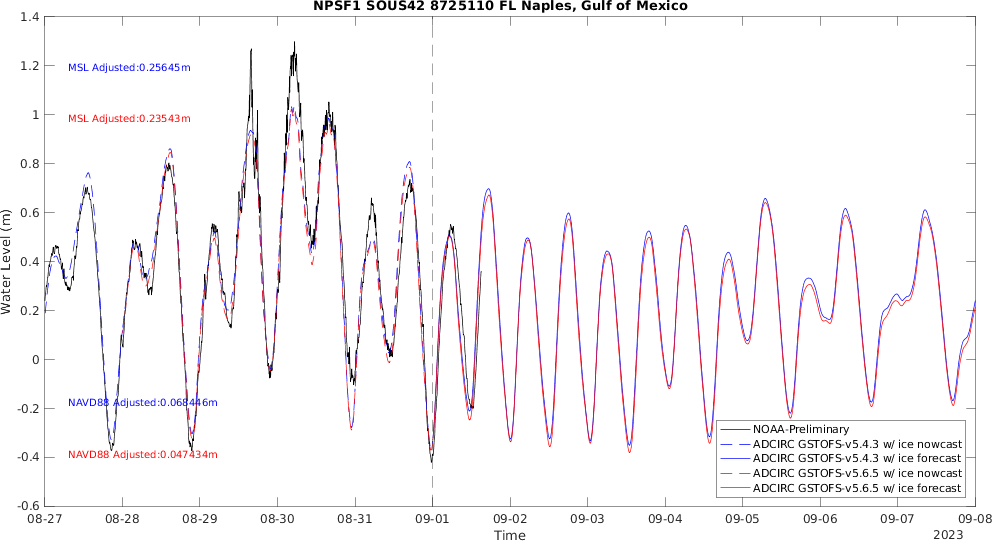 NPSF1 SOUS42 8725110 FL Naples, Gulf of Mexico
1.4
1.2
1
0.8
0.6
0.4
0.2
0
-0.2
-0.4
-0.6
Water Level (m)
MSL Adjusted:0.25645m
MSL Adjusted:0.23543m
NAVD88 Adjusted:0.068446m
NAVD88 Adjusted:0.047434m
NOAA-Preliminary
ADCIRC GSTOFS-v5.4.3 w/ ice nowcast
ADCIRC GSTOFS-v5.4.3 w/ ice forecast
ADCIRC GSTOFS-v5.6.5 w/ ice nowcast
ADCIRC GSTOFS-v5.6.5 w/ ice forecast
08-27 08-28 08-29 08-30 08-31 09-01 09-02 09-03 09-04 09-05 09-06 09-07 09-08
Time
2023